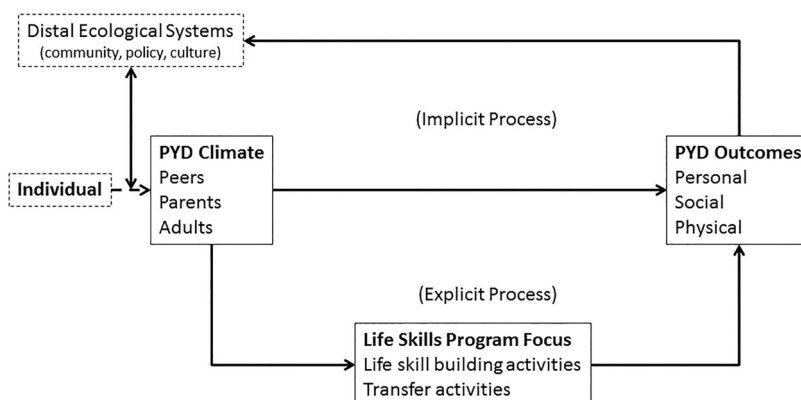 Distal Ecological Systems
(community, policy, culture)
(Implicit Process)
Individual
PYD Climate
Peers
Parents
Adults
PYD Outcomes
Personal
Social
Physical
(Explicit Process)
Life Skills Program Focus
Life skill building activities
Transfer activities